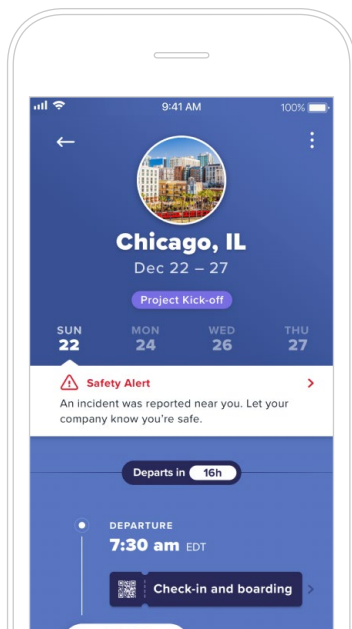 9:41 AM
100%
Chicago, IL
Dec 22 – 27
Project Kick-off
SUN MON WED THU
22 24 26 27
Safety Alert
An incident was reported near you. Let your
company know you're safe.
Departs in 16h
DEPARTURE
7:30 am EDT
Check-in and boarding